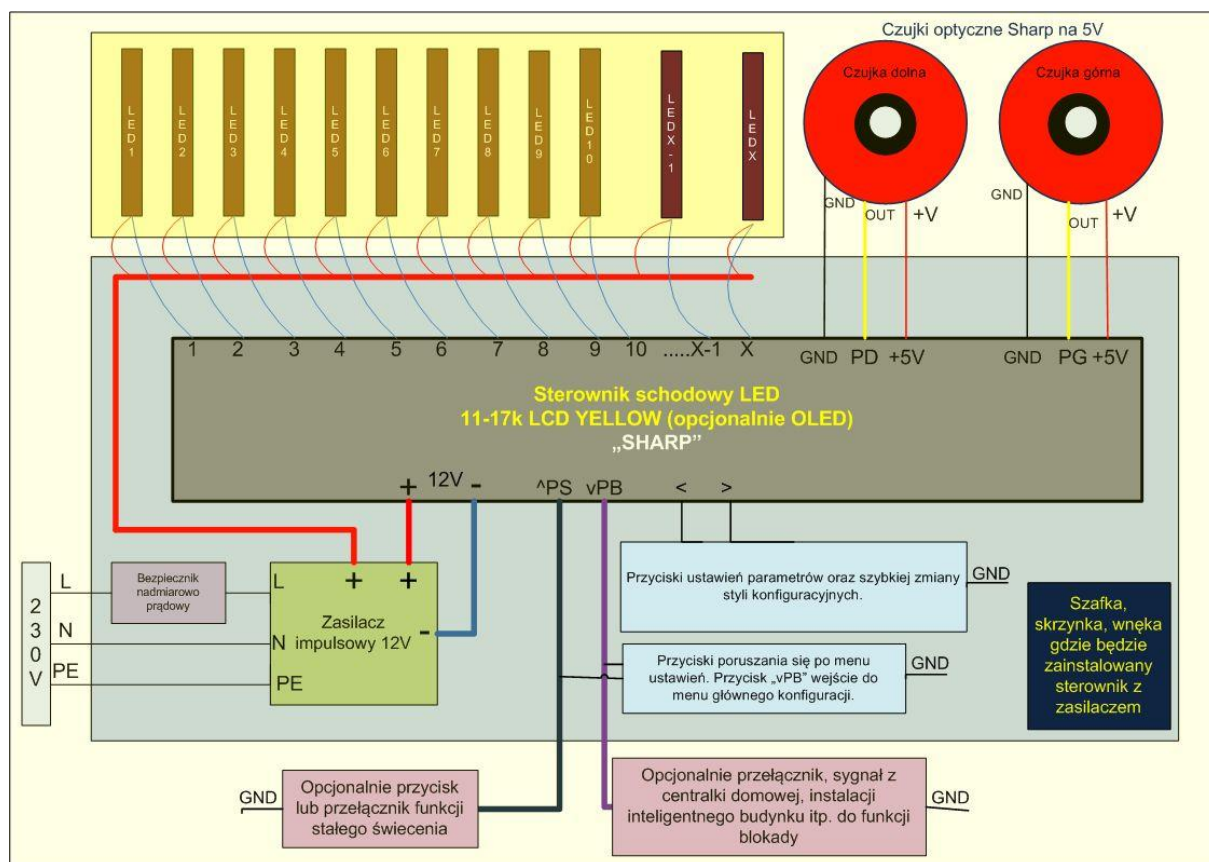 Czujki optyczne Sharp na 5V
LED1
LED2
LED3
LED4
LED5
LED6
LED7
LED8
LED9
LED10
LEDX-1
LEDX
Czujka dolna
Czujka górna
GND
OUT
+V
GND
OUT
+V
1 2 3 4 5 6 7 8 9 10 .....X-1 X
GND PD +5V
GND PG +5V
Sterownik schodowy LED
11-17k LCD YELLOW (opcjonalnie OLED)
„SHARP”
+ 12V -
^PS vPB < >
230V
L
N
PE
Bezpiecznik
nadmiarowo
prądowy
L + +
Zasilacz
impulsowy 12V
-
N
PE
Przyciski ustawień parametrów oraz szybkiej zmiany
styli konfiguracyjnych.
GND
Przyciski poruszania się po menu
ustawień. Przycisk „vPB” wejście do
menu głównego konfiguracji.
GND
Szafka,
skrzynka, wnęka
gdzie będzie
zainstalowany
sterownik z
zasilaczem
GND
Opcjonalnie przycisk
lub przełącznik funkcji
stałego świecenia
Opcjonalnie przełącznik, sygnał z
centralki domowej, instalacji
inteligentnego budynku itp. do funkcji
blokady
GND